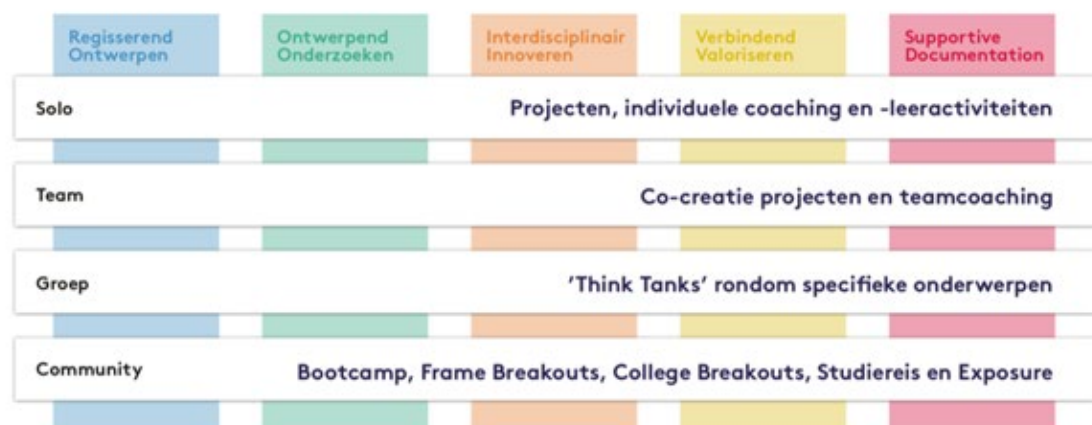 Regisserend
Ontwerpen
Ontwerpend
Onderzoeken
Interdisciplinair
Innoveren
Verbindend
Valoriseren
Supportive
Documentation
Solo
Projecten, individuele coaching en -leeractiviteiten
Team
Co-creatie projecten en teamcoaching
Groep
’Think Tanks’ rondom specifieke onderwerpen
Community
Bootcamp, Frame Breakouts, College Breakouts, Studiereis en Exposure